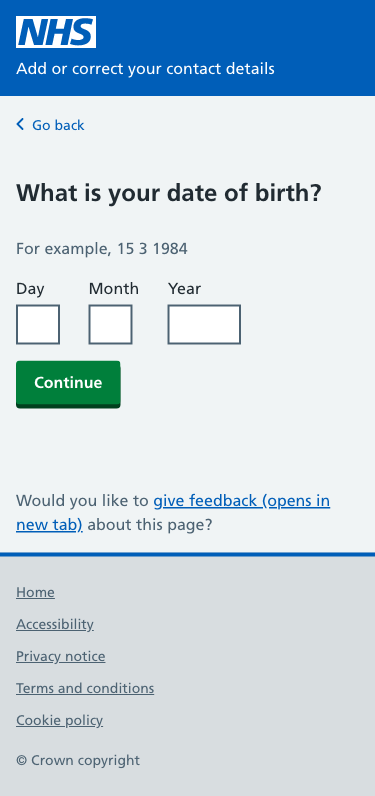 NHS
Add or correct your contact details
Go back
What is your date of birth?
For example, 15 3 1984
Day Month Year
Continue
Would you like to give feedback (opens in
new tab) about this page?
Home
Accessibility
Privacy notice
Terms and conditions
Cookie policy
© Crown copyright